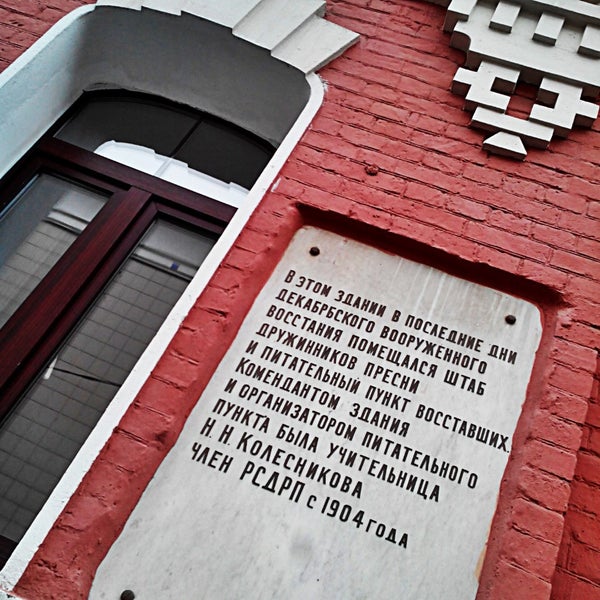 В ЭТОМ ЗДАНИИ В ПОСЛЕДНИЕ ДНИ
ДЕКАБРБСКОГО ВООРУЖЕННОГО
ВОССТАНИЯ ПОМЕЩАЛСЯ ШТАБ
ДРУЖИННИКОВ ПРЕСНИ
И ПИТАТЕЛЬНЫЙ ПУНКТ ВОССТАВШИХ.
КОМЕНДАНТОМ ЗДАНИЯ
И ОРГАНИЗАТОРОМ ПИТАТЕЛЬНОГО
ПУНКТА БЫЛА УЧИТЕЛЬНИЦА
Н. Н. КОЛЕСНИКОВА
ЧЛЕН РСДРП С 1904 ГОДА